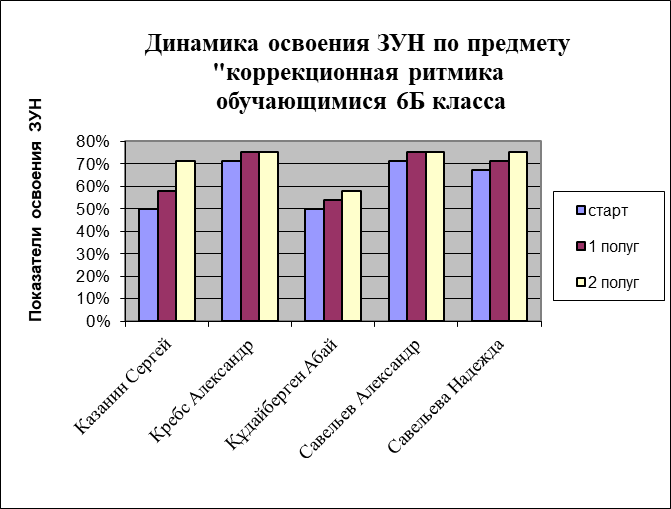 Динамика освоения ЗУН по предмету
"коррекционная ритмика
обучающимися 6Б класса
Показатели освоения ЗУН
80%
70%
60%
50%
40%
30%
20%
10%
0%
Казанин Сергей
Кребс Александр
Құдайберген Абай
Савельев Александр
Савельева Надежда
старт
1 полуг
2 полуг